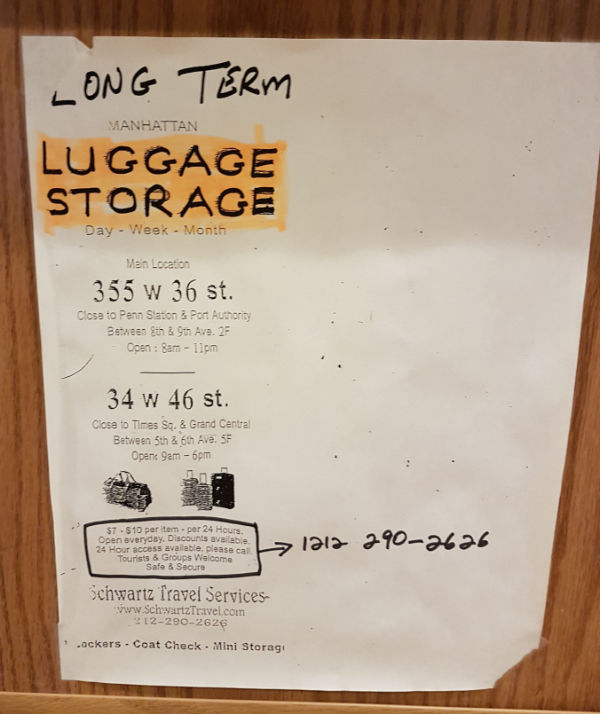 LONG TERM
MANHATTAN
LUGGAGE
STORAGE
Day - Week - Month
Main Location
355 W 36 st.
Close to Penn Station & Port Authority
Between 8th & 9th Ave. 2F
Open : 8am - 11pm
34 W 46 st.
Close to Times Sq. & Grand Central
Between 5th & 6th Ave. 5F
Open: 9am - 6pm
$7 - $10 per item - per 24 Hours.
Open everyday. Discounts available.
24 Hour access available, please call.
Tourists & Groups Welcome
Safe & Secure
1212 290-2626
Schwartz Travel Services
www.SchwartzTravel.com
212-290-2626
Lockers - Coat Check - Mini Storage